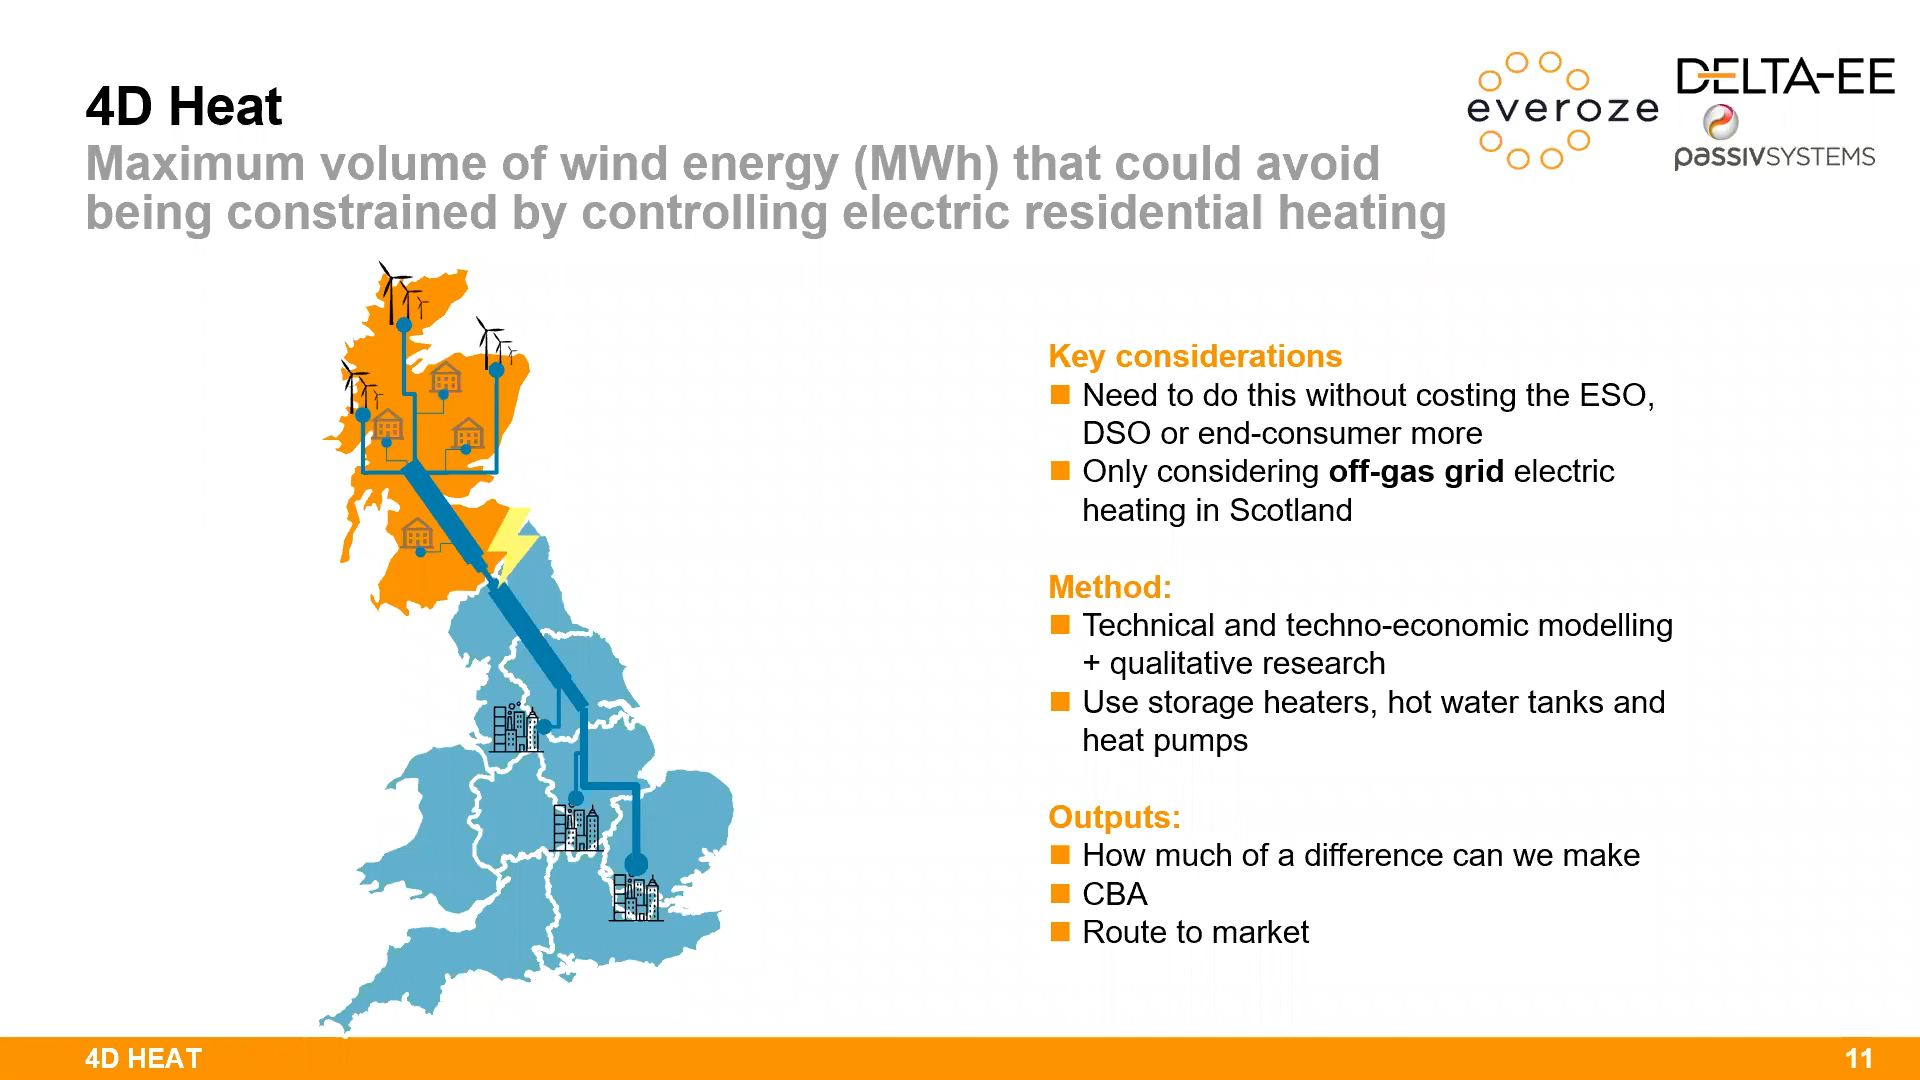 4D Heat
Maximum volume of wind energy (MWh) that could avoid
being constrained by controlling electric residential heating
everoze
DELTA-EE
passivSYSTEMS
Key considerations
Need to do this without costing the ESO,
DSO or end-consumer more
Only considering off-gas grid electric
heating in Scotland
Method:
Technical and techno-economic modelling
+ qualitative research
Use storage heaters, hot water tanks and
heat pumps
Outputs:
How much of a difference can we make
CBA
Route to market
4D HEAT
11